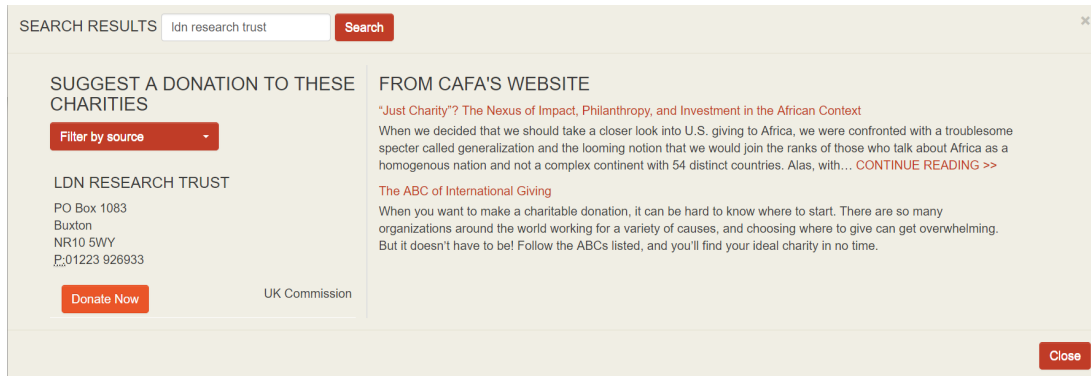 SEARCH RESULTS ldn research trust Search
×
SUGGEST A DONATION TO THESE
CHARITIES
Filter by source
LDN RESEARCH TRUST
PO Box 1083
Buxton
NR10 5WY
P:01223 926933
Donate Now
UK Commission
FROM CAFA'S WEBSITE
“Just Charity”? The Nexus of Impact, Philanthropy, and Investment in the African Context
When we decided that we should take a closer look into U.S. giving to Africa, we were confronted with a troublesome
specter called generalization and the looming notion that we would join the ranks of those who talk about Africa as a
homogenous nation and not a complex continent with 54 distinct countries. Alas, with… CONTINUE READING >>
The ABC of International Giving
When you want to make a charitable donation, it can be hard to know where to start. There are so many
organizations around the world working for a variety of causes, and choosing where to give can get overwhelming.
But it doesn’t have to be! Follow the ABCs listed, and you’ll find your ideal charity in no time.
Close